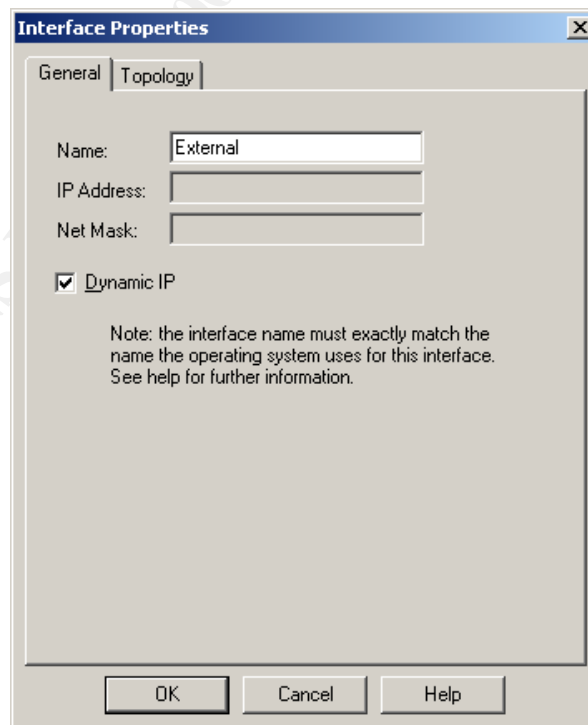 Interface Properties
General
Topology
Name:
External
IP Address:
Net Mask:
Dynamic IP
Note: the interface name must exactly match the
name the operating system uses for this interface.
See help for further information.
OK
Cancel
Help